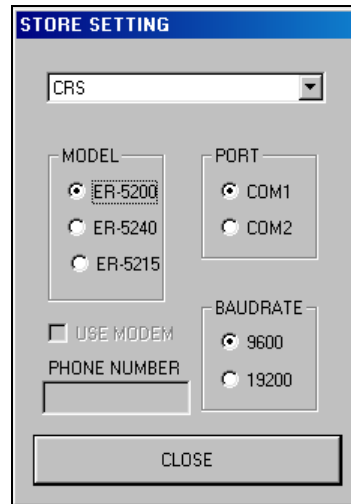 STORE SETTING
CRS
MODEL
ER-5200
ER-5240
ER-5215
PORT
COM1
COM2
USE MODEM
PHONE NUMBER
BAUDRATE
9600
19200
CLOSE